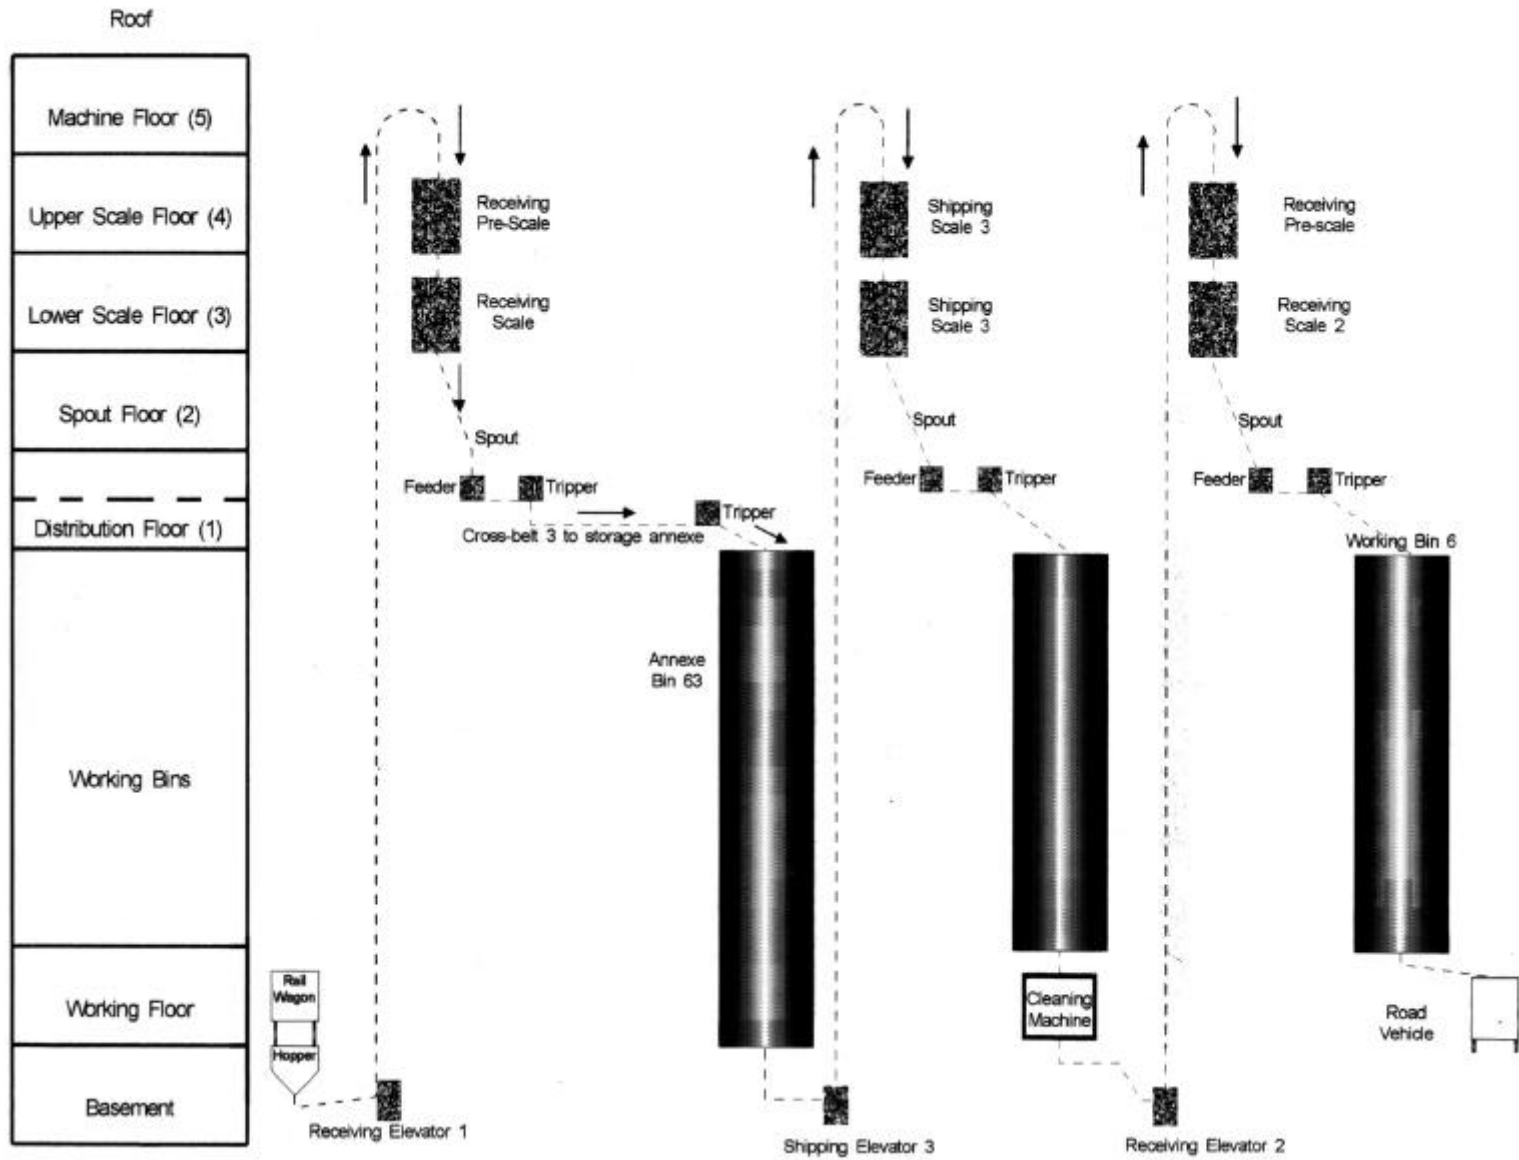 Roof
Machine Floor (5)
Upper Scale Floor (4)
Lower Scale Floor (3)
Spout Floor (2)
Distribution Floor (1)
Working Bins
Working Floor
Basement
Rail
Wagon
Hopper
Receiving Elevator 1
Receiving
Pre-Scale
Receiving
Scale
Spout
Feeder
Tripper
Cross-belt 3 to storage annexe
Tripper
Annexe
Bin 63
Shipping Elevator 3
Shipping
Scale 3
Shipping
Scale 3
Spout
Feeder
Tripper
Cleaning
Machine
Receiving Elevator 2
Receiving
Pre-scale
Receiving
Scale 2
Spout
Feeder
Tripper
Working Bin 6
Road
Vehicle